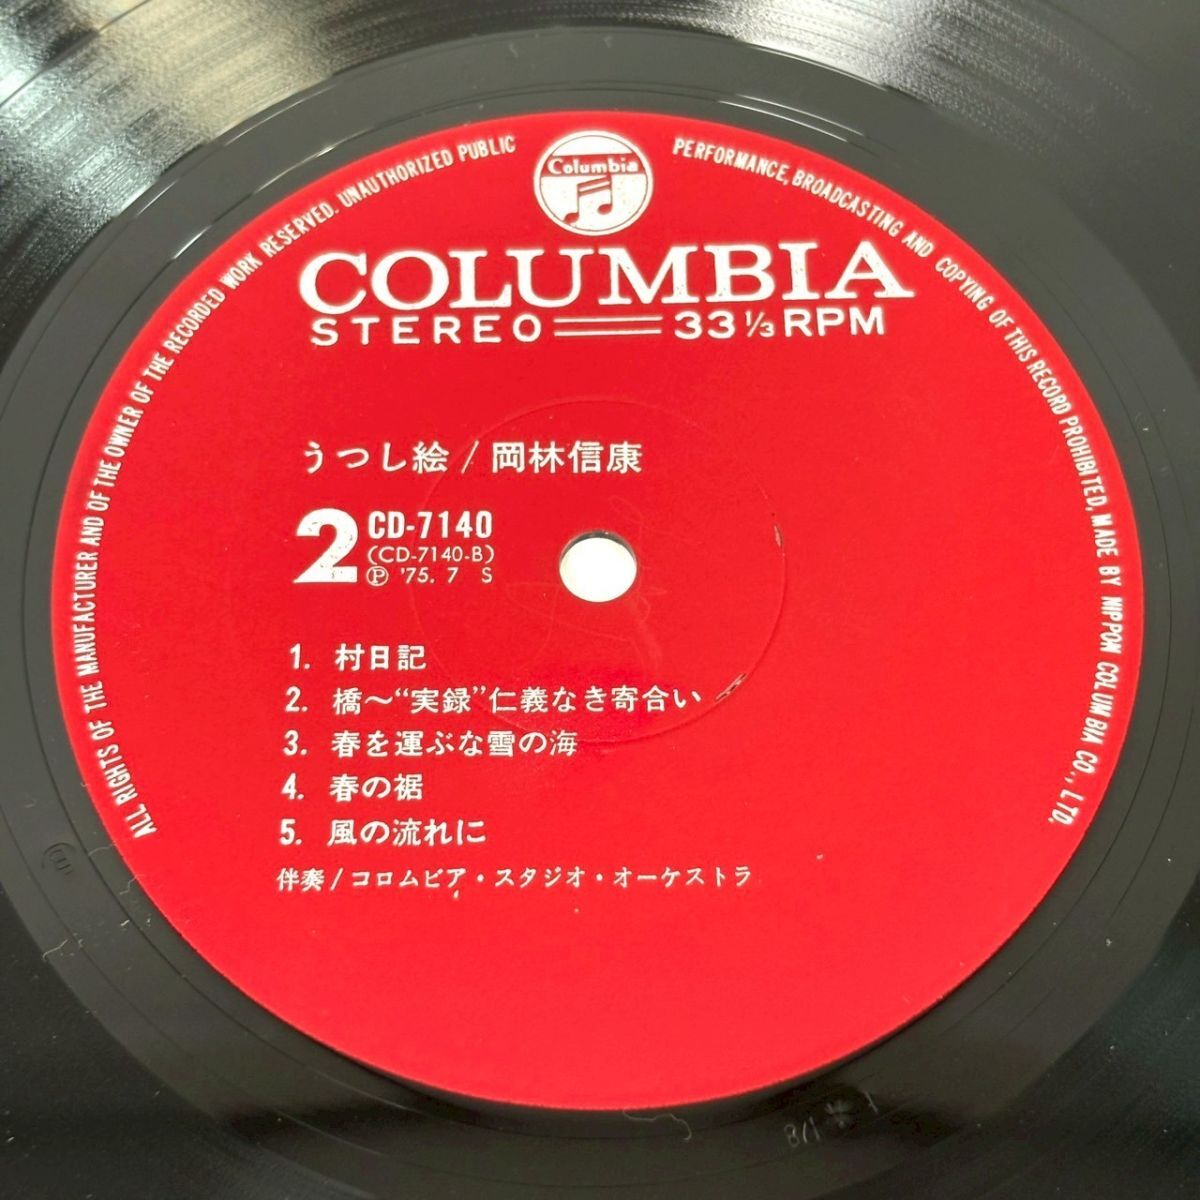 Columbia
ALL RIGHTS OF THE MANUFACTURER AND OF THE OWNER OF THE RECORDED WORK RESERVED. UNAUTHORIZED PUBLIC PERFORMANCE, BROADCASTING AND COPYING OF THIS RECORD PROHIBITED, MADE BY NIPPON COLUMBIA CO., LTD.
COLUMBIA
STEREO 33 1/3 RPM
うつし絵 / 岡林信康
2 CD-7140
(CD-7140-B)
Ⓟ '75. 7 S
1. 村日記
2. 橋〜“実録”仁義なき寄合い
3. 春を運ぶな雪の海
4. 春の裾
5. 風の流れに
伴奏/コロムビア・スタジオ・オーケストラ